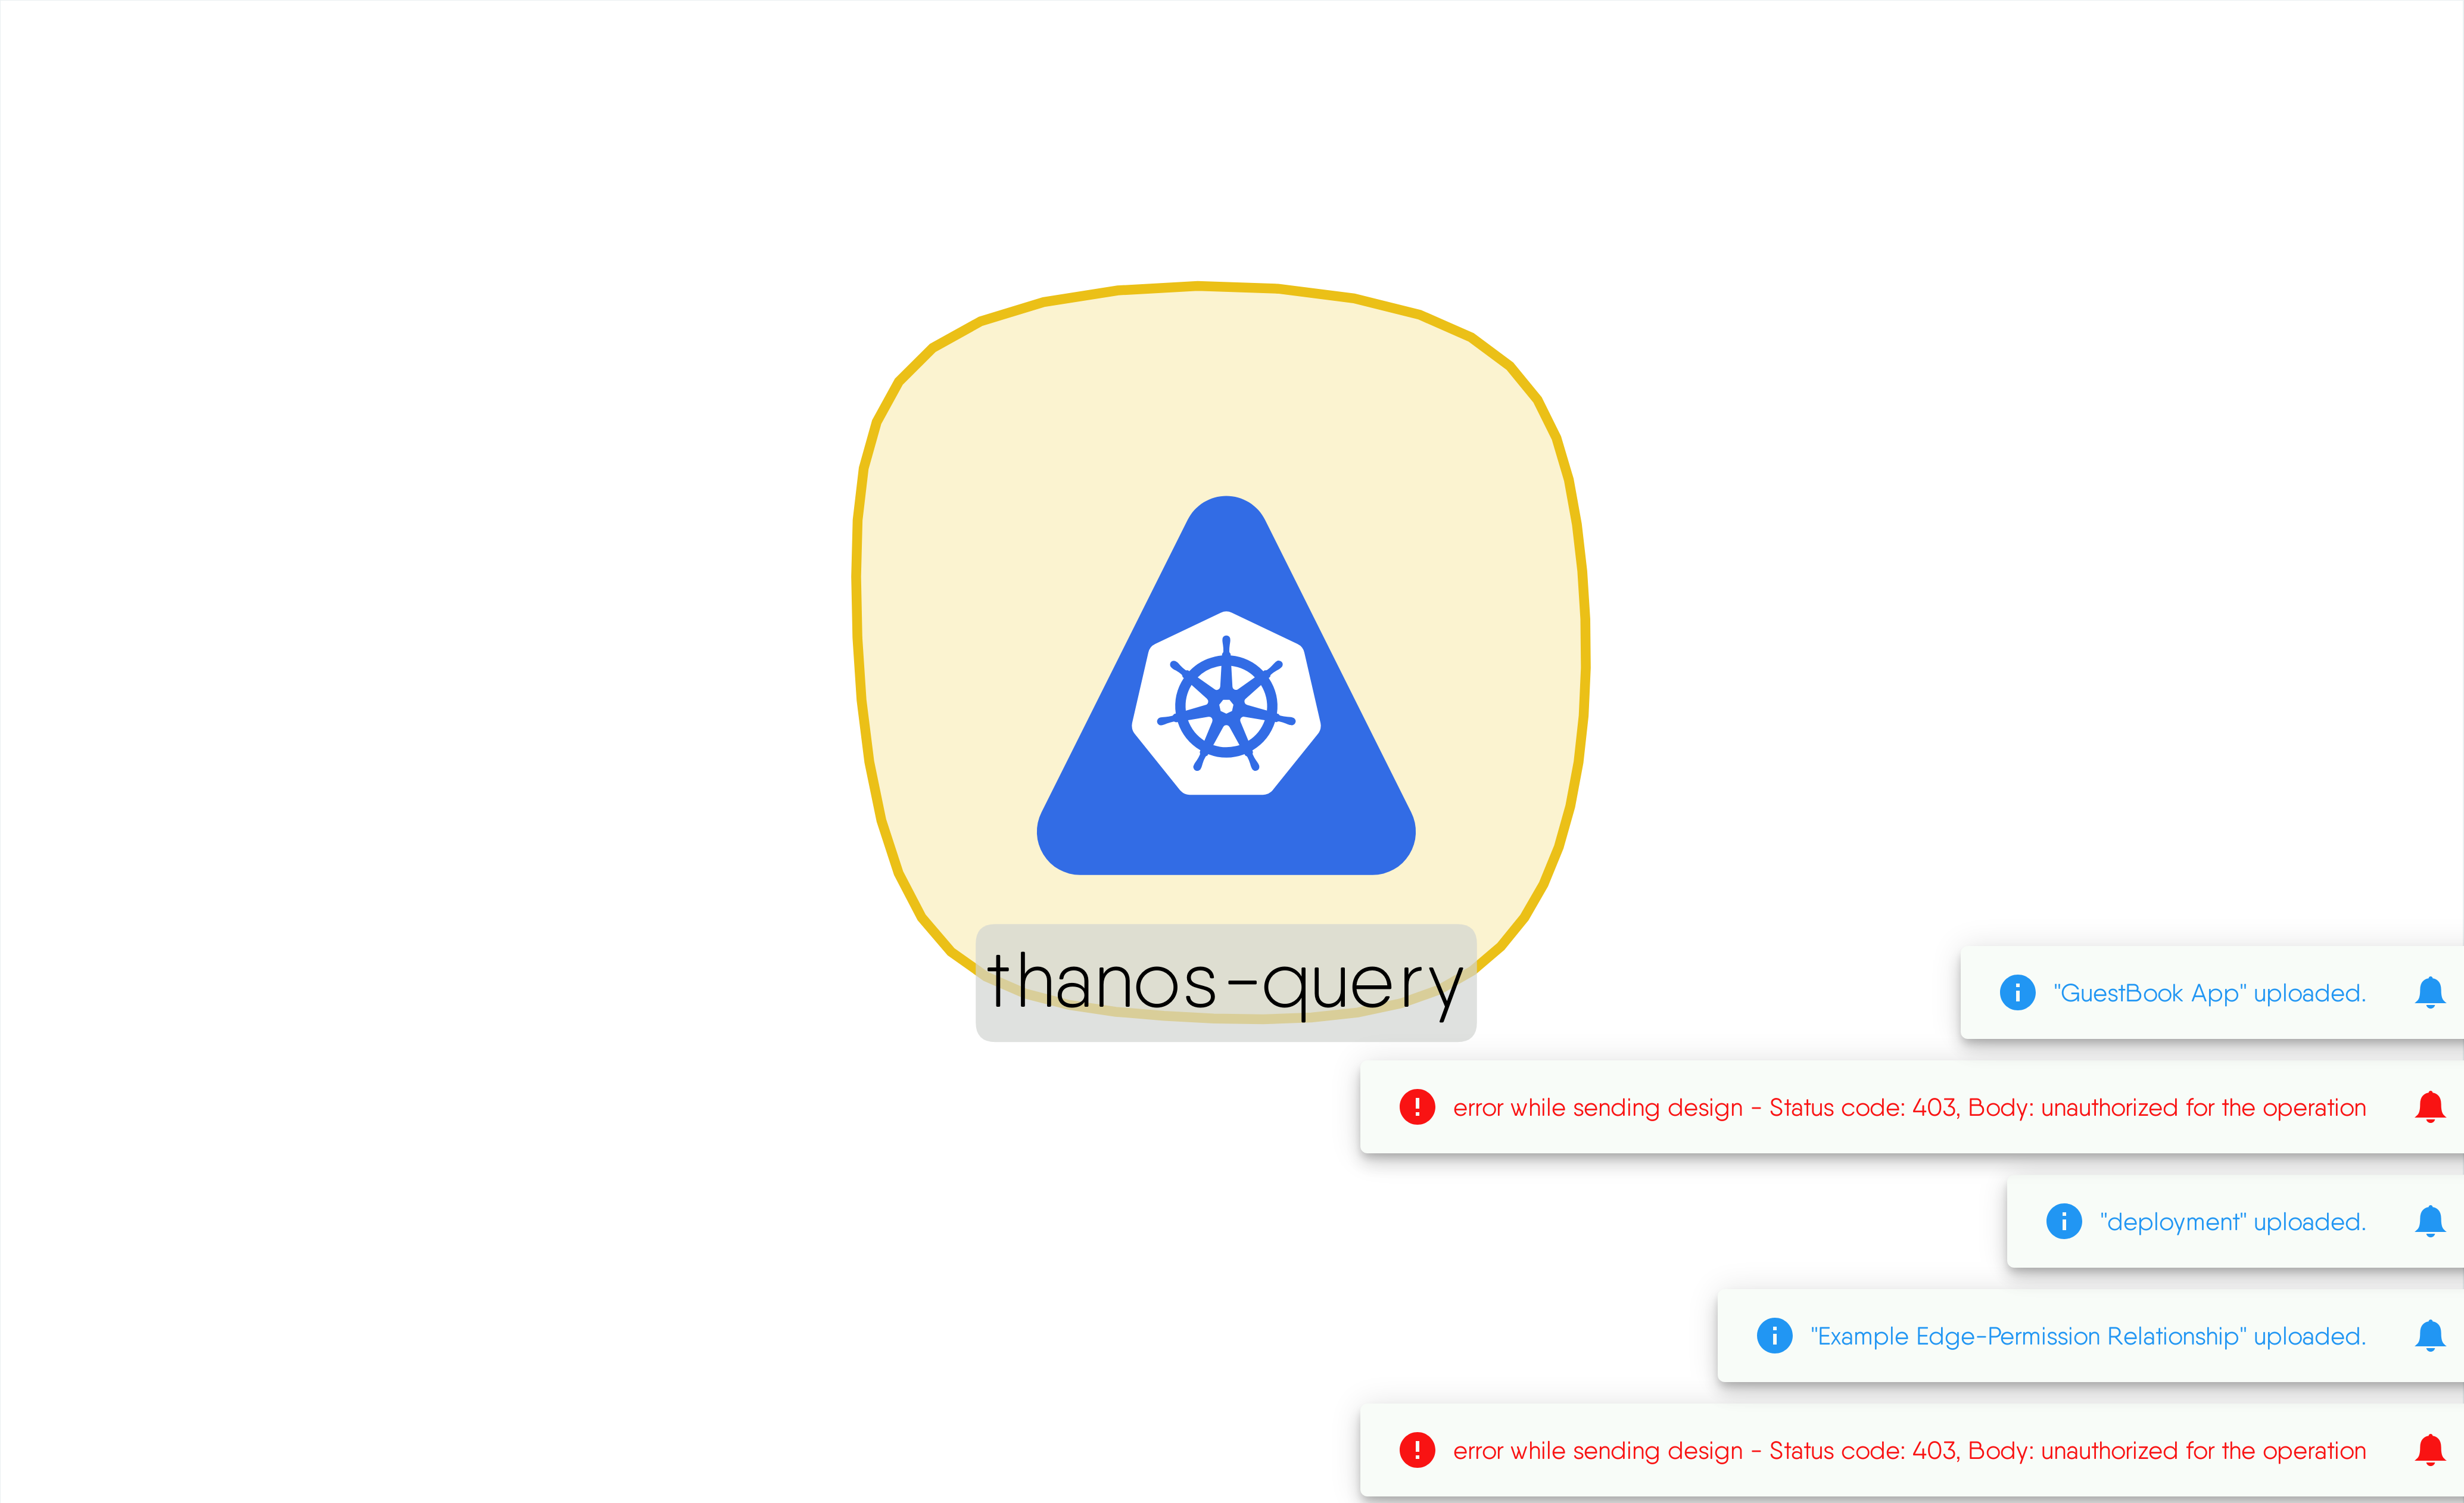 thanos-query
"GuestBook App" uploaded.
error while sending design - Status code: 403, Body: unauthorized for the operation
"deployment" uploaded.
"Example Edge-Permission Relationship" uploaded.
error while sending design - Status code: 403, Body: unauthorized for the operation